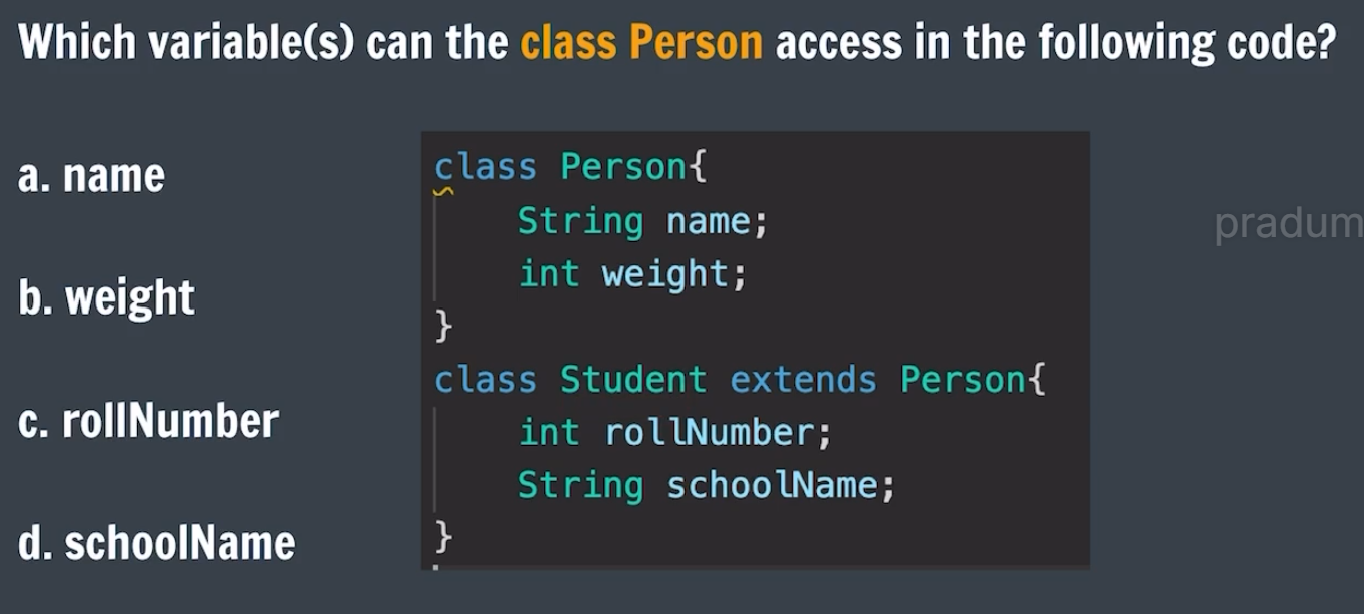 Which variable(s) can the class Person access in the following code?
a. name
b. weight
c. rollNumber
d. schoolName
class Person{
String name;
int weight;
}
class Student extends Person{
int rollNumber;
String schoolName;
}
pradum